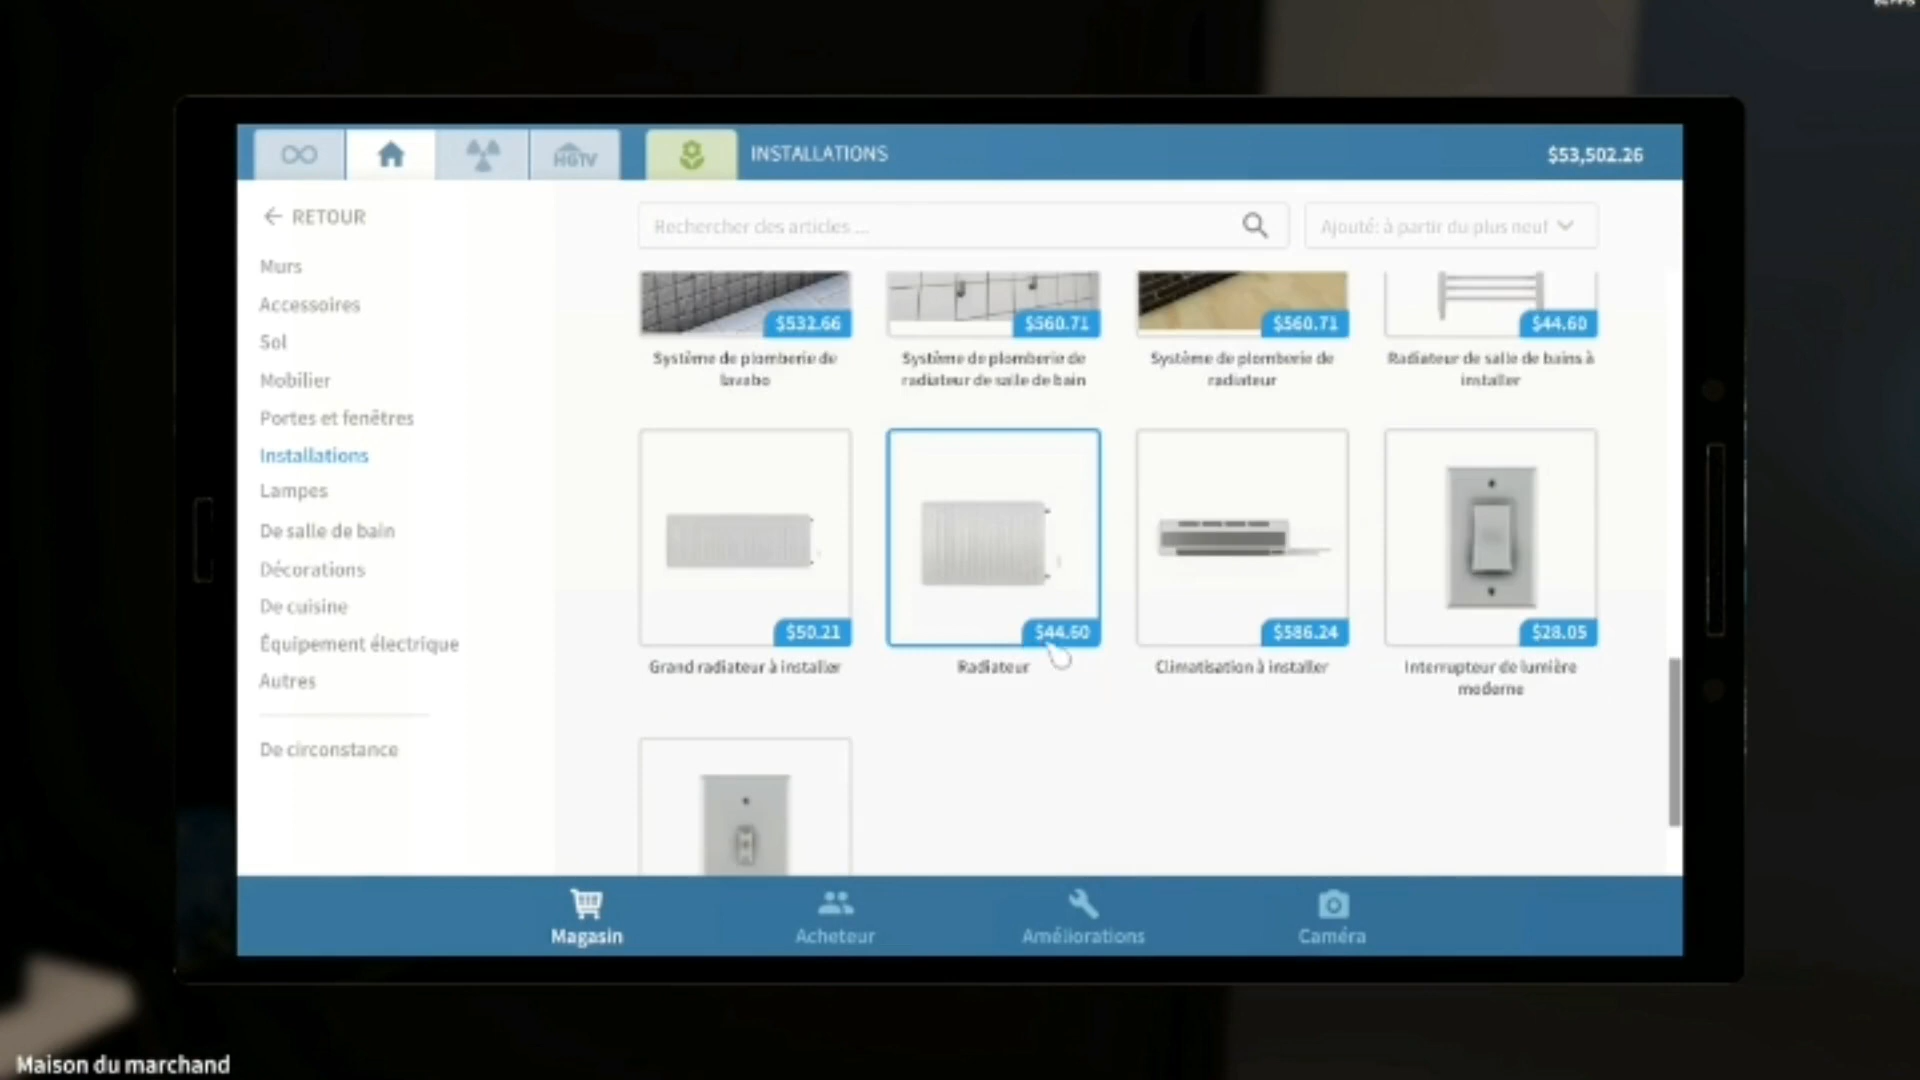 HGTV
INSTALLATIONS
$53,502.26
RETOUR
Rechercher des articles ...
Ajouté: à partir du plus neuf
Murs
Accessoires
Sol
Mobilier
Portes et fenêtres
Installations
Lampes
De salle de bain
Décorations
De cuisine
Équipement électrique
Autres
De circonstance
$532.66
$560.71
$560.71
$44.60
Système de plomberie de
lavabo
Système de plomberie de
radiateur de salle de bain
Système de plomberie de
radiateur
Radiateur de salle de bains à
installer
$50.21
$44.60
$586.24
$28.05
Grand radiateur à installer
Radiateur
Climatisation à installer
Interrupteur de lumière
moderne
Magasin
Acheteur
Améliorations
Caméra
Maison du marchand